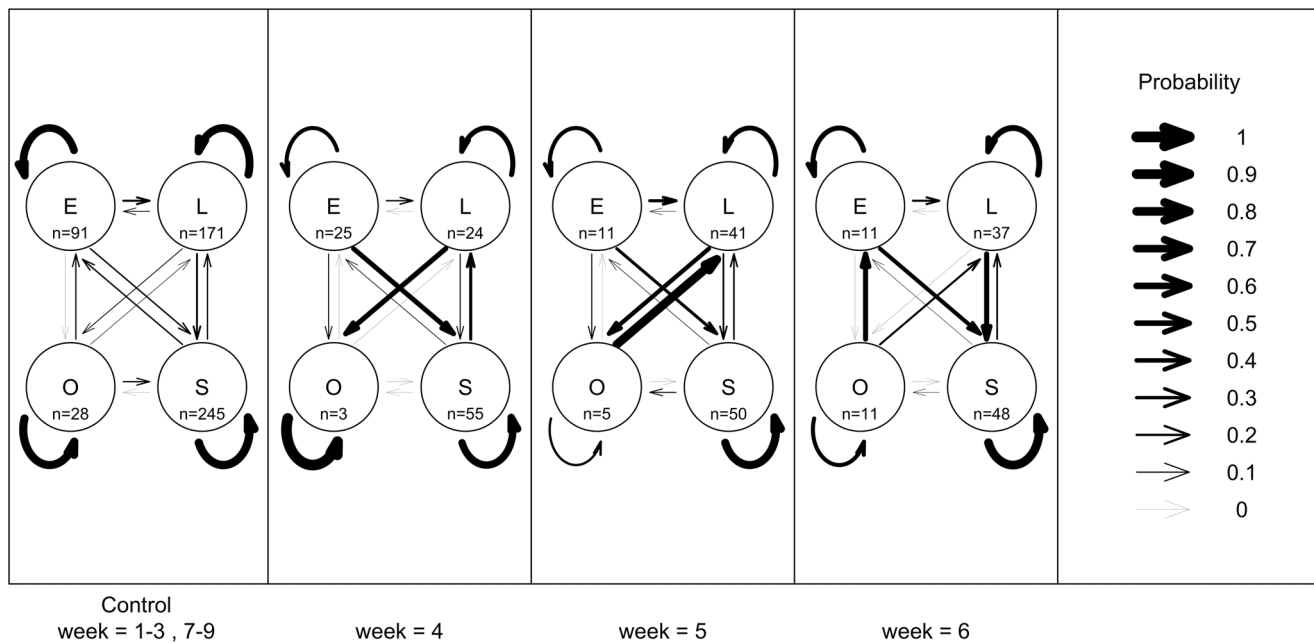 E
n=91
L
n=171
O
n=28
S
n=245
Control
week = 1-3 , 7-9
E
n=25
L
n=24
O
n=3
S
n=55
week = 4
E
n=11
L
n=41
O
n=5
S
n=50
week = 5
E
n=11
L
n=37
O
n=11
S
n=48
week = 6
Probability
1
0.9
0.8
0.7
0.6
0.5
0.4
0.3
0.2
0.1
0